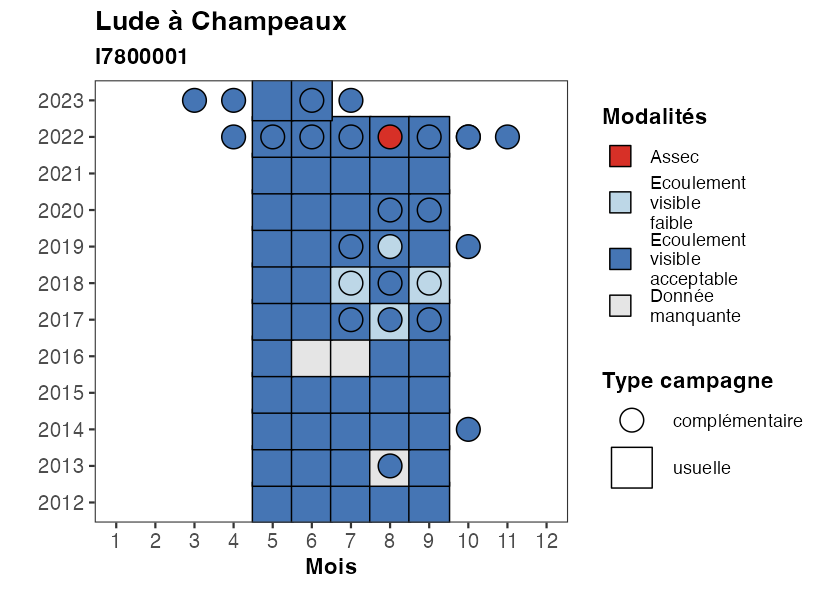 Lude à Champeaux
I7800001
2023
2022
2021
2020
2019
2018
2017
2016
2015
2014
2013
2012
1 2 3 4 5 6 7 8 9 10 11 12
Mois
Modalités
Assec
Ecoulement
visible
faible
Ecoulement
visible
acceptable
Donnée
manquante
Type campagne
complémentaire
usuelle